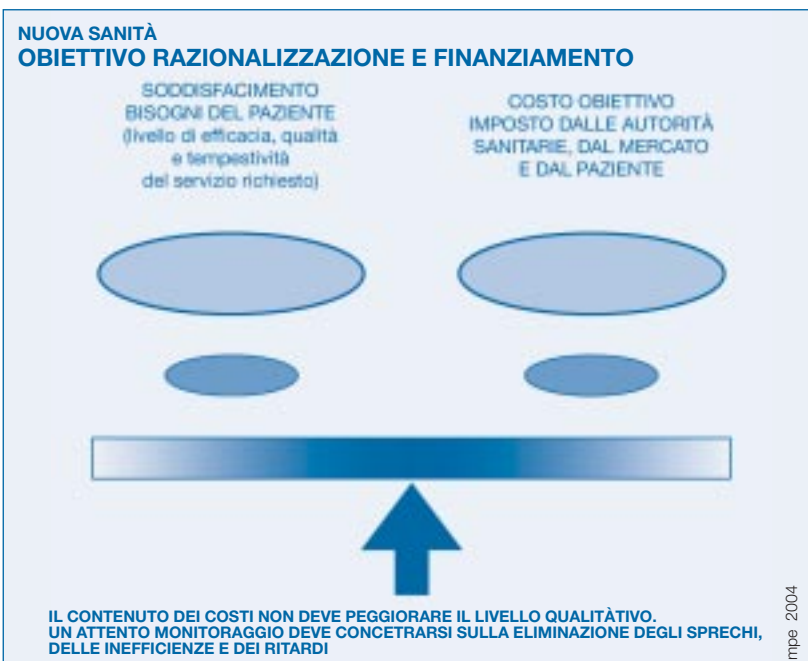 NUOVA SANITÀ
OBIETTIVO RAZIONALIZZAZIONE E FINANZIAMENTO
SODDISFACIMENTO
BISOGNI DEL PAZIENTE
(livello di efficacia, qualità
e tempestività
del servizio richiesto)
COSTO OBIETTIVO
IMPOSTO DALLE AUTORITÀ
SANITARIE, DAL MERCATO
E DAL PAZIENTE
IL CONTENUTO DEI COSTI NON DEVE PEGGIORARE IL LIVELLO QUALITÀTIVO.
UN ATTENTO MONITORAGGIO DEVE CONCETRARSI SULLA ELIMINAZIONE DEGLI SPRECHI,
DELLE INEFFICIENZE E DEI RITARDI
mpe 2004